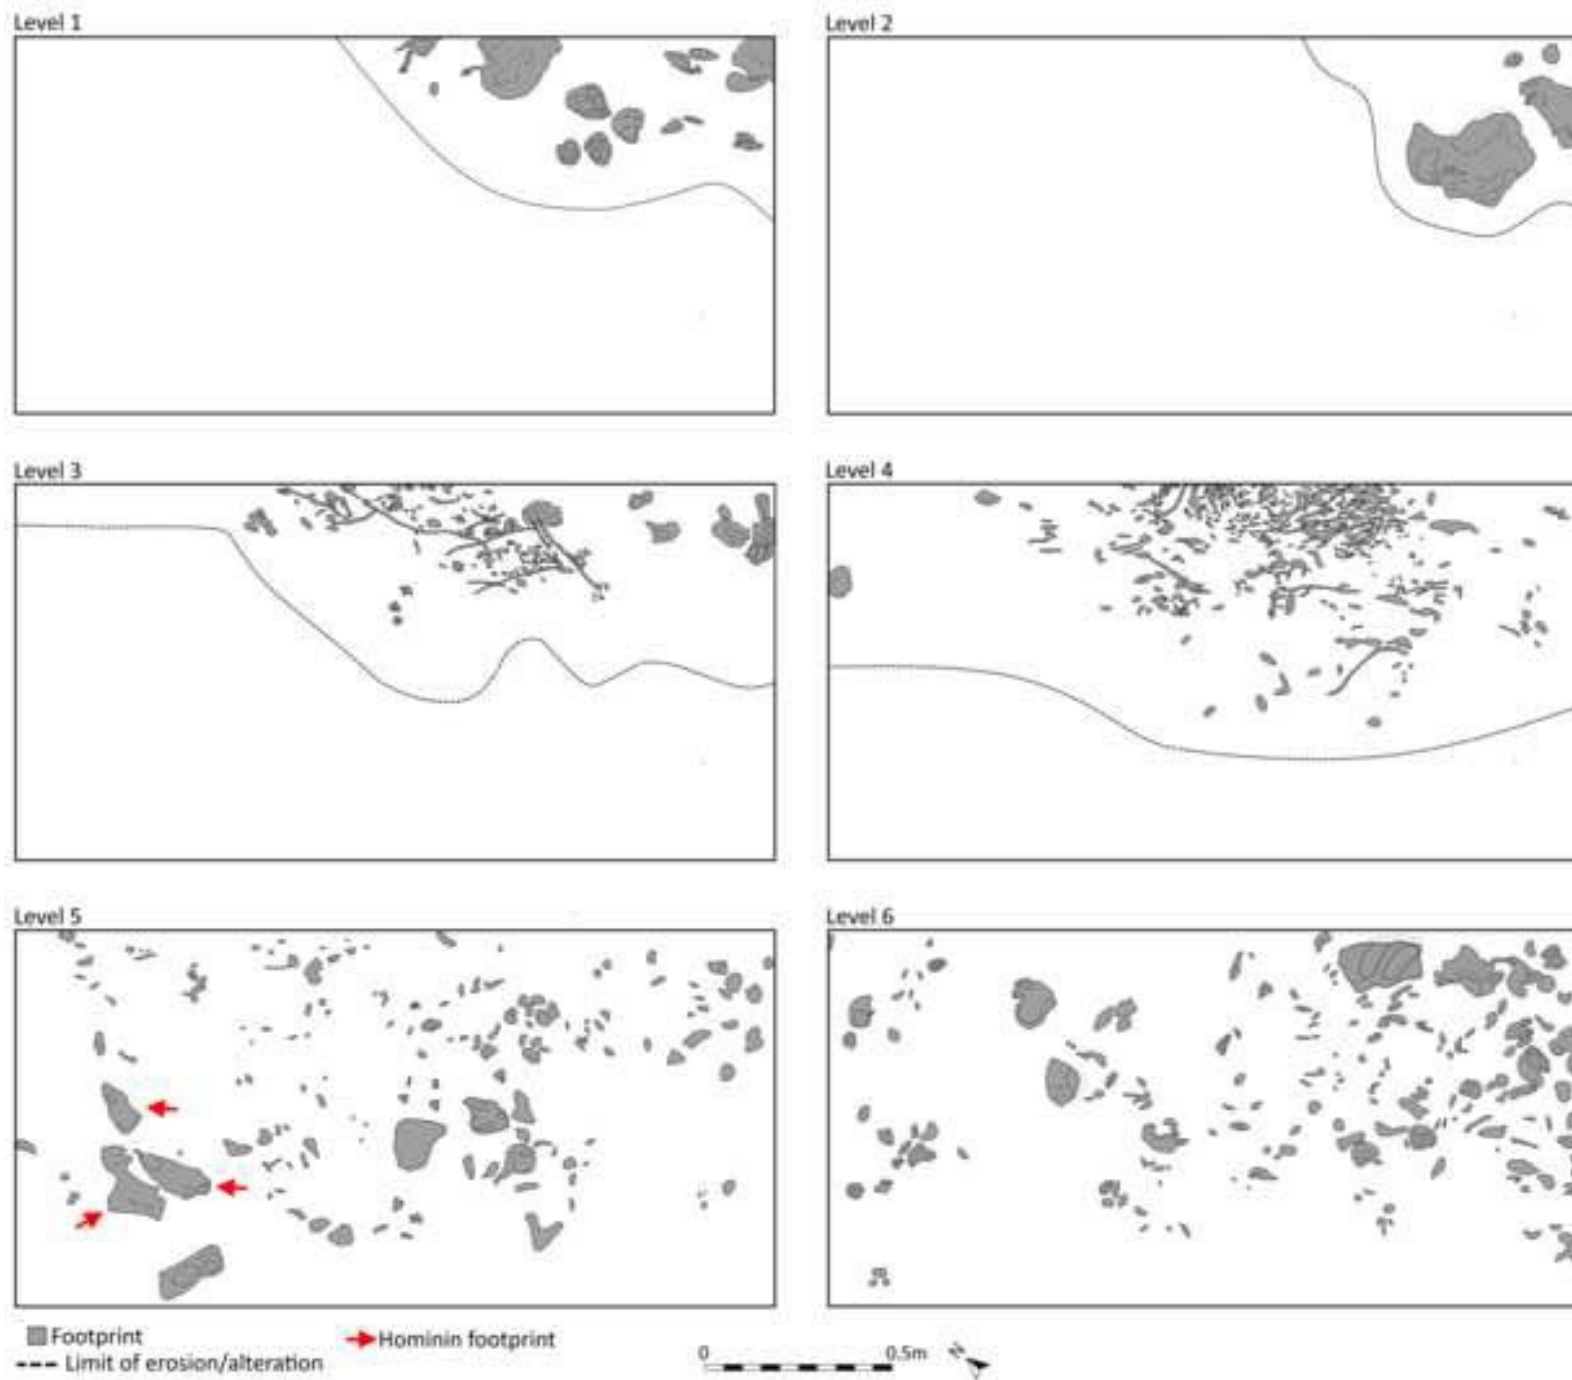 Level 1
Level 2
Level 3
Level 4
Level 5
Level 6
Footprint
Hominin footprint
Limit of erosion/alteration
0 0.5m
N